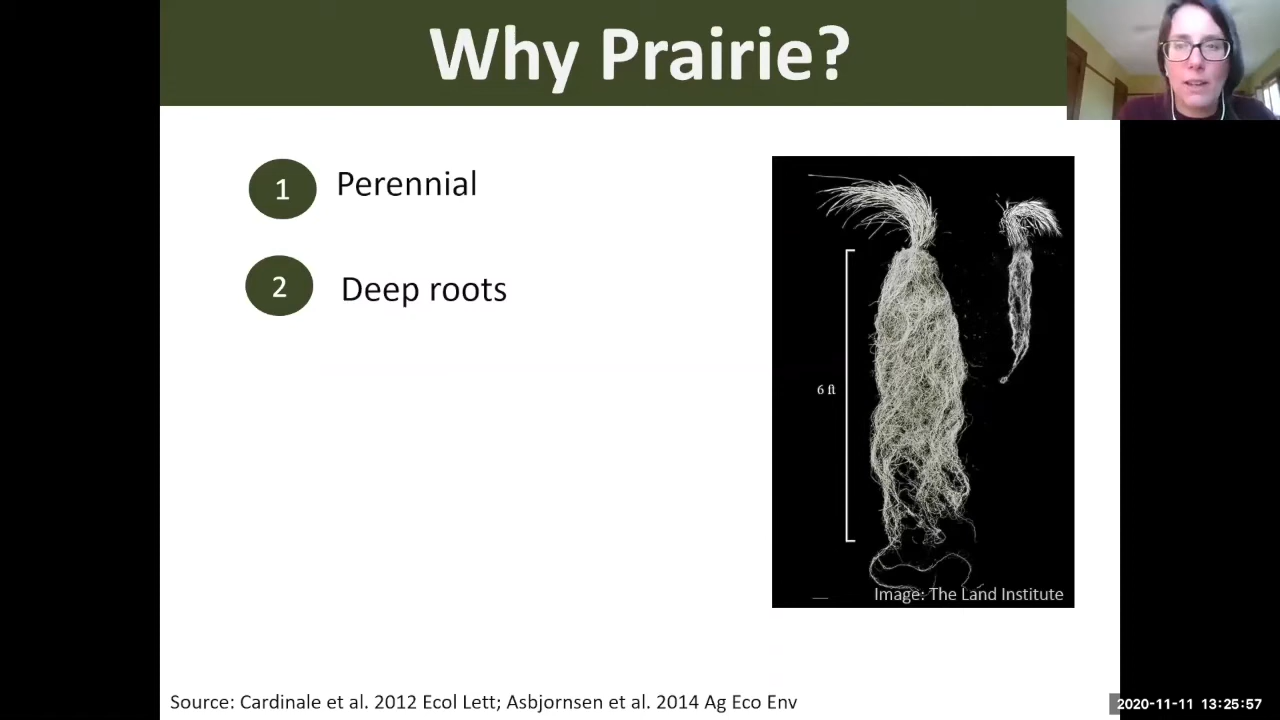 Why Prairie?
1 Perennial
2 Deep roots
6 ft
Image: The Land Institute
Source: Cardinale et al. 2012 Ecol Lett; Asbjornsen et al. 2014 Ag Eco Env
2020-11-11 13:25:57